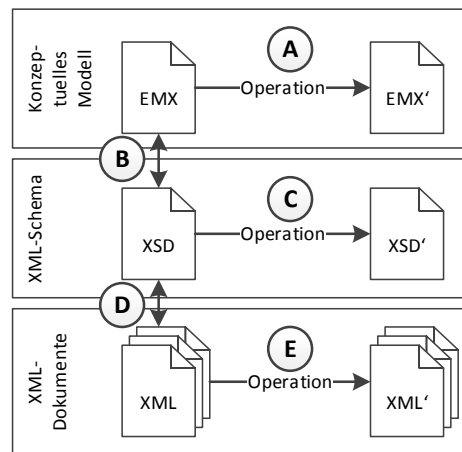 Konzep-
tuelles
Modell
A
EMX
Operation
EMX‘
B
XML-Schema
C
XSD
Operation
XSD‘
D
XML-
Dokumente
E
XML
Operation
XML‘